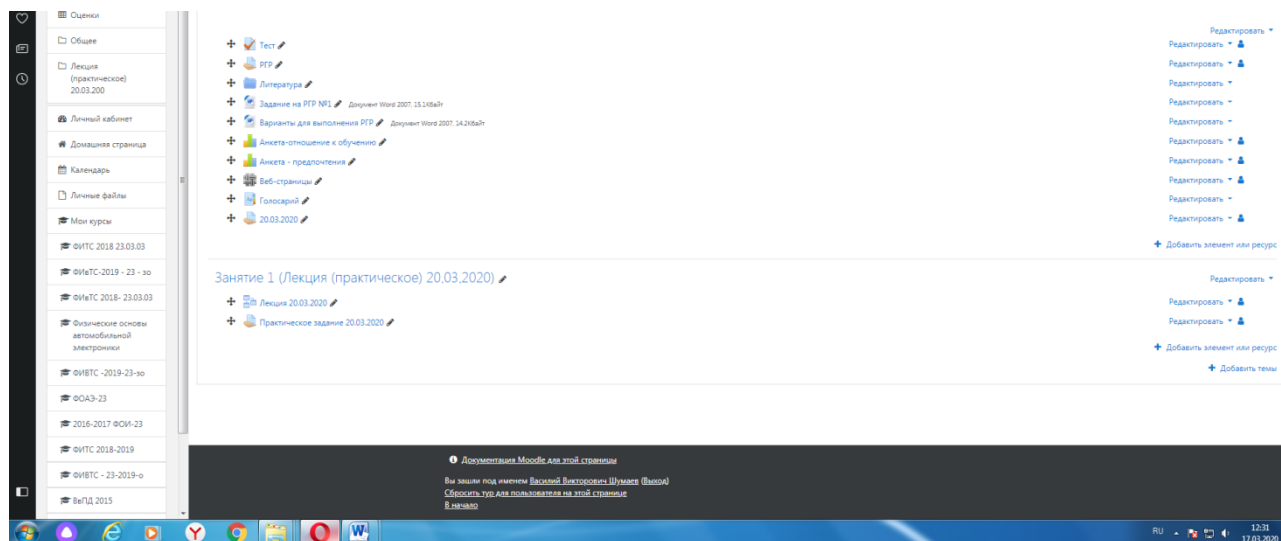 Оценки
Общее
Лекция
(практическое)
20.03.200
Личный кабинет
Домашняя страница
Календарь
Личные файлы
Мои курсы
ФИТС 2018 23.03.03
ФИвТС-2019 - 23 - зо
ФИвТС 2018- 23.03.03
Физические основы
автомобильной
электроники
ФИВТС -2019-23-зо
ФОАЭ-23
2016-2017 ФОИ-23
ФИТС 2018-2019
ФИВТС - 23-2019-о
ВвПД 2015
Редактировать
Тест Редактировать
РГР Редактировать
Литература Редактировать
Задание на РГР №1 Документ Word 2007, 15.1Кбайт Редактировать
Варианты для выполнения РГР Документ Word 2007, 14.2Кбайт Редактировать
Анкета-отношение к обучению Редактировать
Анкета - предпочтения Редактировать
Веб-страницы Редактировать
Голосарий Редактировать
20.03.2020 Редактировать
Добавить элемент или ресурс
Занятие 1 (Лекция (практическое) 20.03.2020) Редактировать
Лекция 20.03.2020 Редактировать
Практическое задание 20.03.2020 Редактировать
Добавить элемент или ресурс
Добавить темы
Документация Moodle для этой страницы
Вы зашли под именем Василий Викторович Шумаев (Выход)
Сбросить тур для пользователя на этой странице
В начало
RU 12:31
17.03.2020